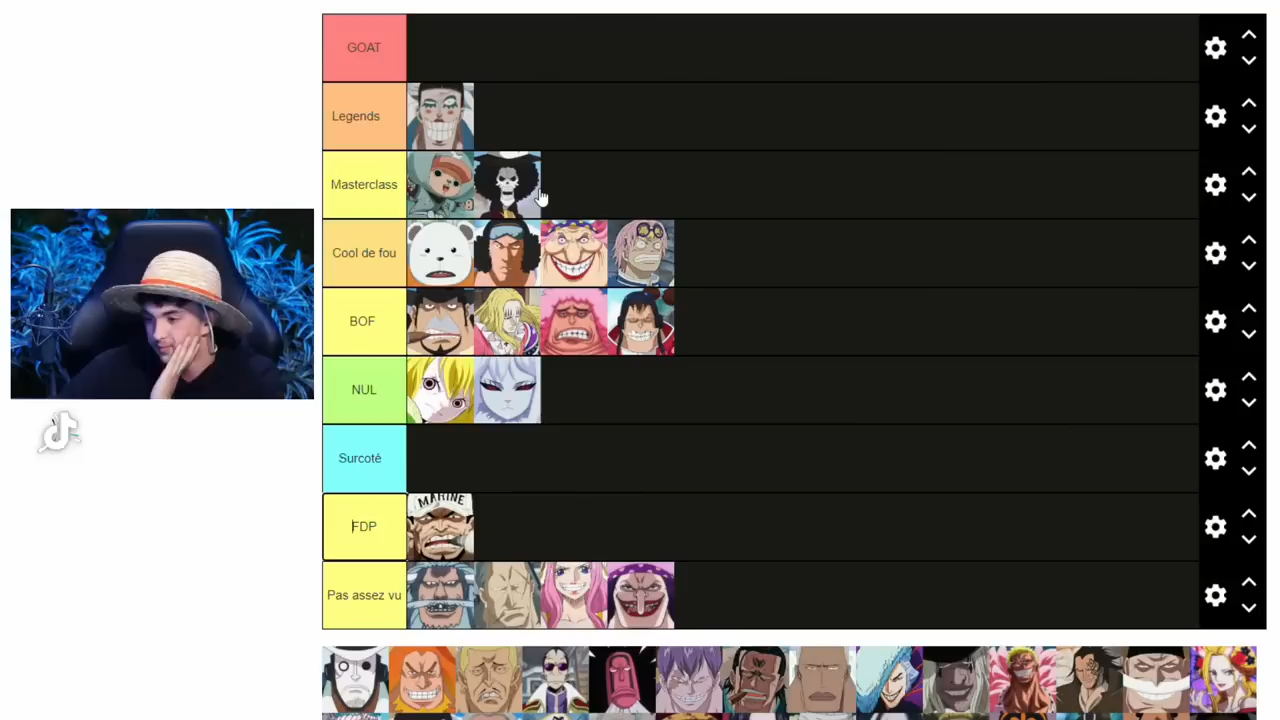 GOAT
Legends
Masterclass
Cool de fou
BOF
NUL
Surcoté
FDP
MARINE
Pas assez vu